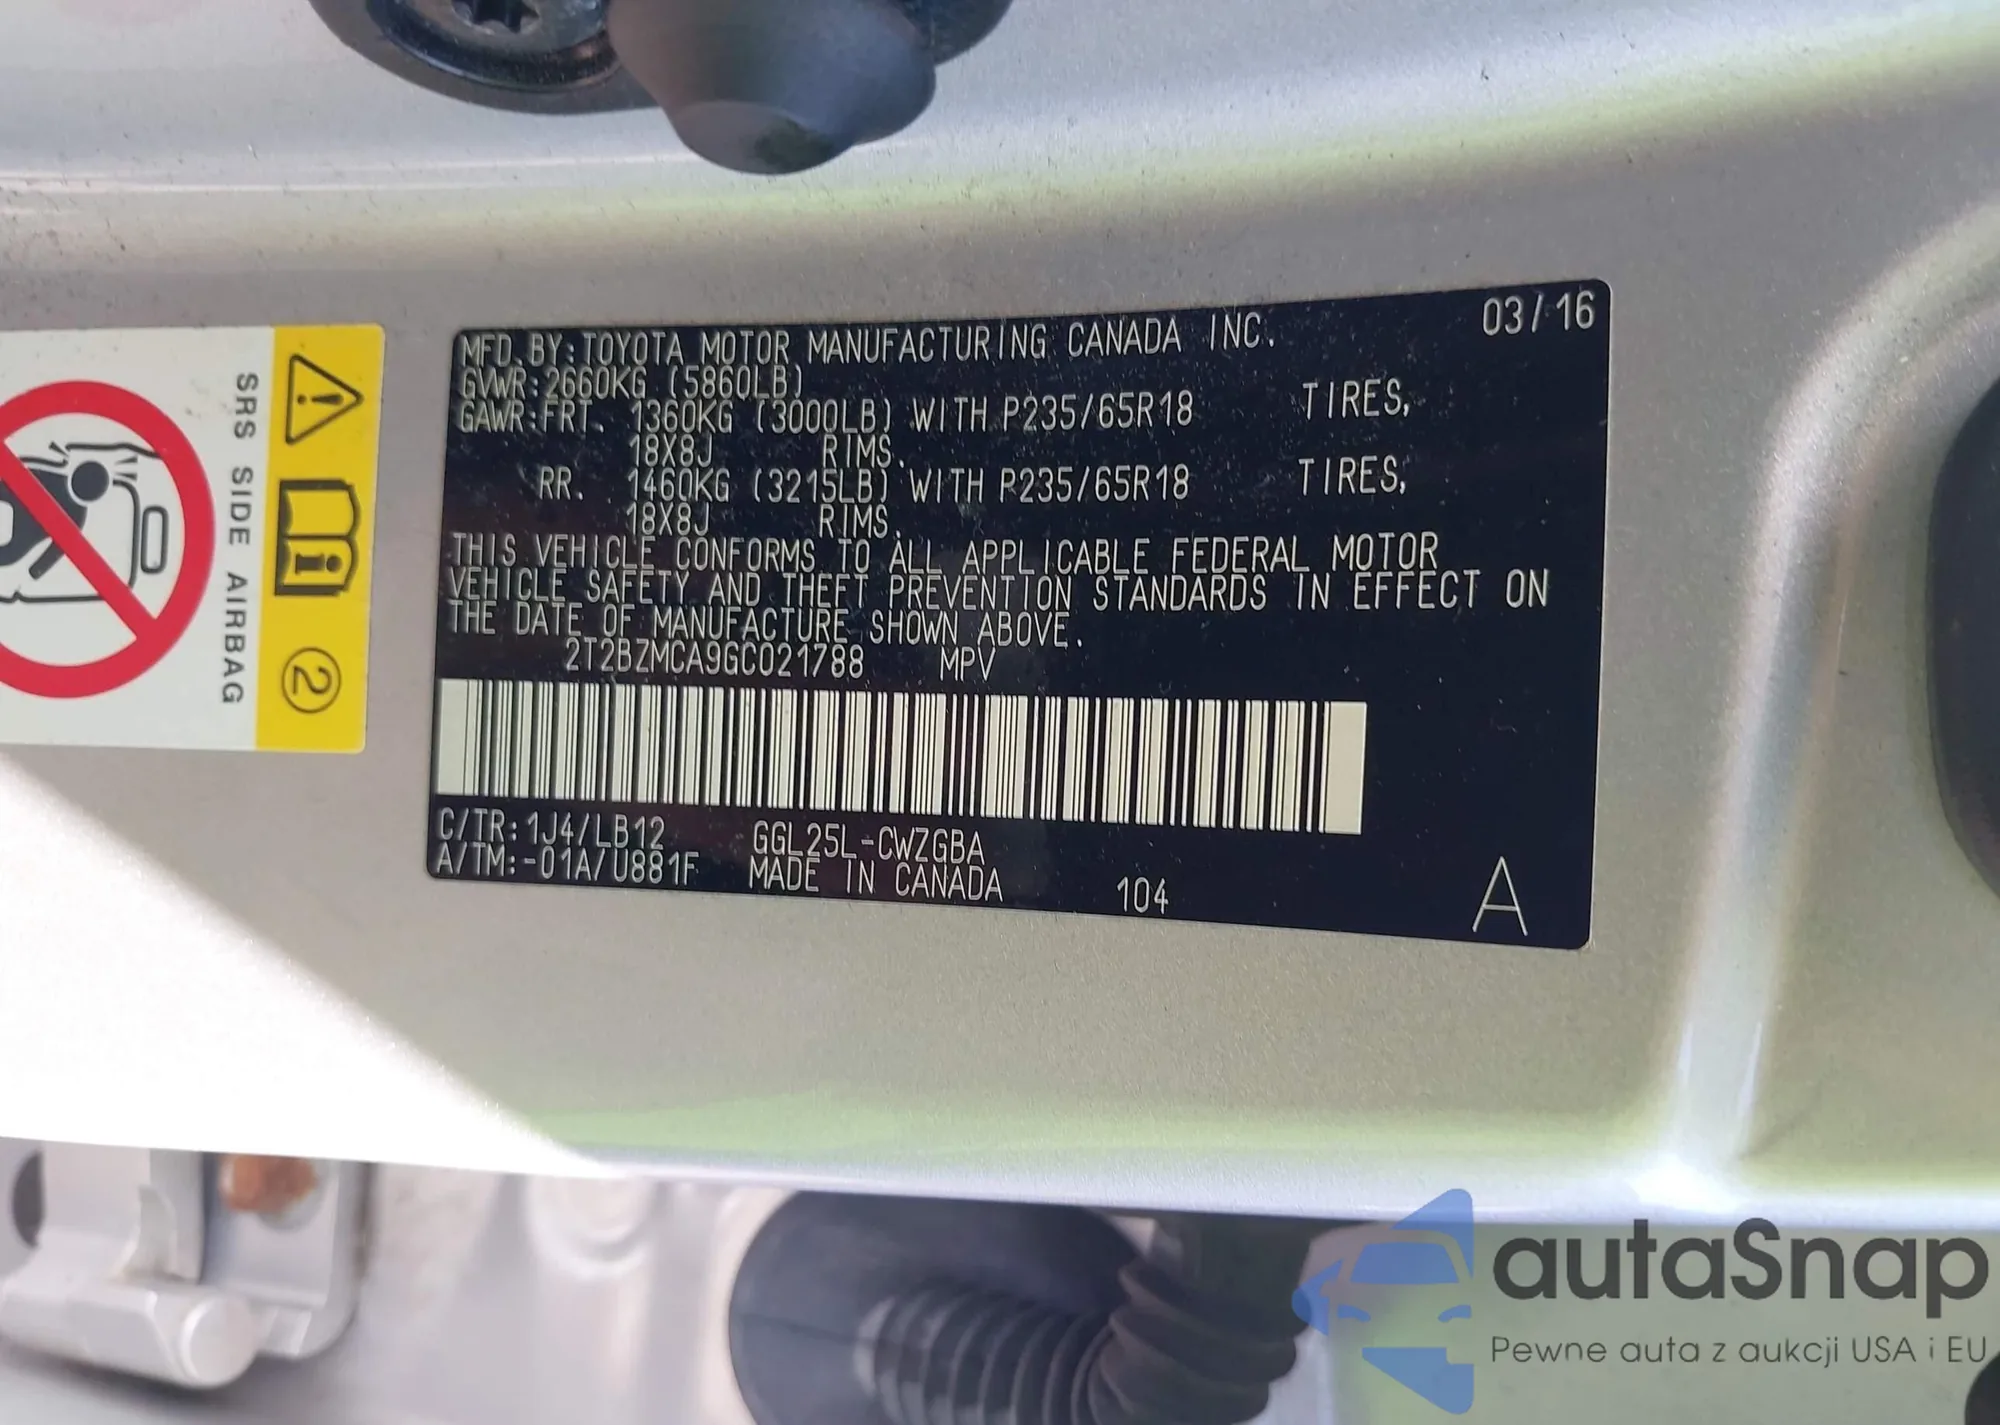 03/16
MFD.BY:TOYOTA MOTOR MANUFACTURING CANADA INC.
GVWR:2660KG (5860LB)
GAWR:FRT. 1360KG (3000LB) WITH P235/65R18 TIRES,
18X8J RIMS.
RR. 1460KG (3215LB) WITH P235/65R18 TIRES,
18X8J RIMS.
THIS VEHICLE CONFORMS TO ALL APPLICABLE FEDERAL MOTOR
VEHICLE SAFETY AND THEFT PREVENTION STANDARDS IN EFFECT ON
THE DATE OF MANUFACTURE SHOWN ABOVE.
2T2BZMCA9GC021788 MPV
C/TR:1J4/LB12 GGL25L-CWZGBA
A/TM:-01A/U881F MADE IN CANADA 104 A
SRS SIDE AIRBAG
2
autaSnap
Pewne auta z aukcji USA i EU